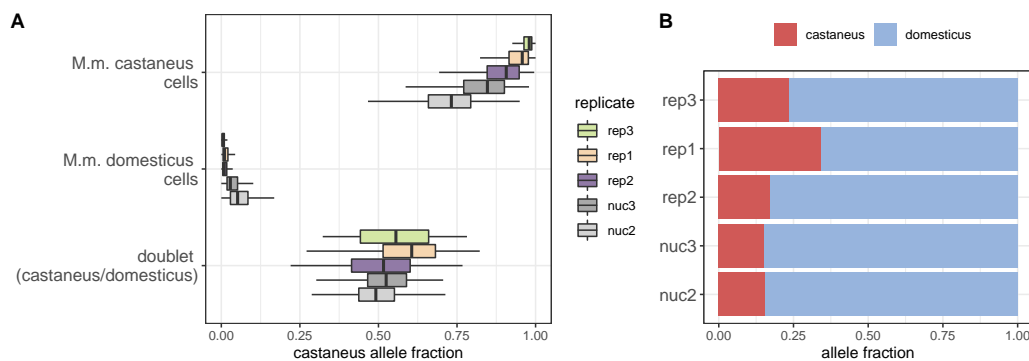 A
M.m. castaneus
cells
M.m. domesticus
cells
doublet
(castaneus/domesticus)
0.00 0.25 0.50 0.75 1.00
castaneus allele fraction
replicate
rep3
rep1
rep2
nuc3
nuc2
B
castaneus domesticus
rep3
rep1
rep2
nuc3
nuc2
0.00 0.25 0.50 0.75 1.00
allele fraction